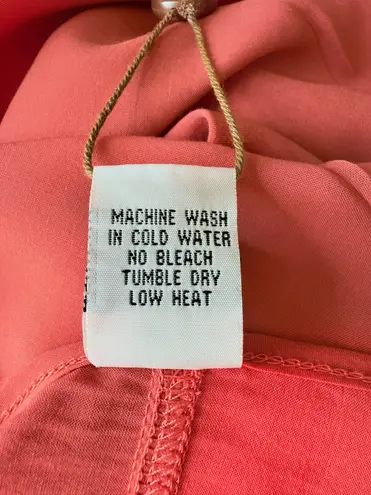 MACHINE WASH
IN COLD WATER
NO BLEACH
TUMBLE DRY
LOW HEAT